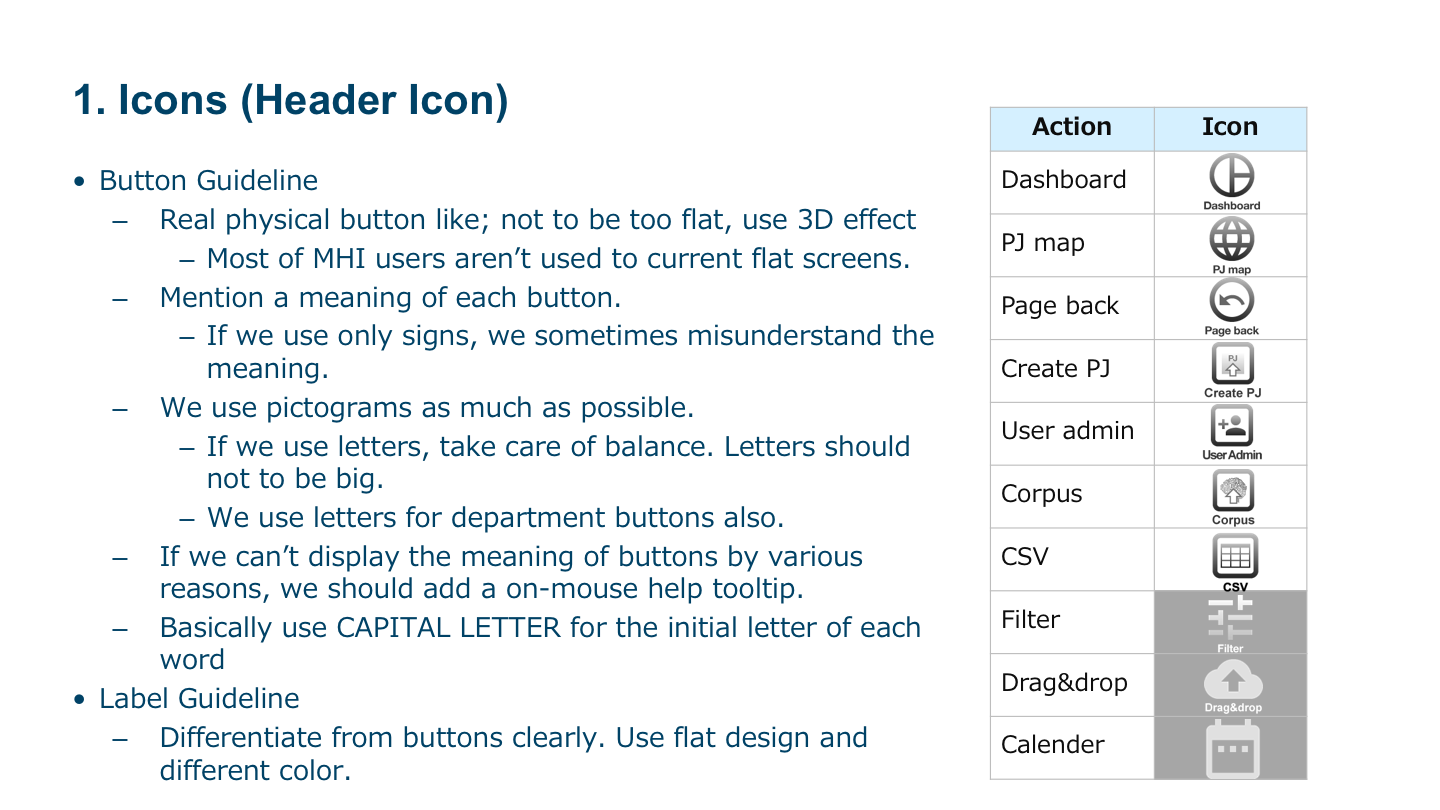 1. Icons (Header Icon)
• Button Guideline
– Real physical button like; not to be too flat, use 3D effect
– Most of MHI users aren’t used to current flat screens.
– Mention a meaning of each button.
– If we use only signs, we sometimes misunderstand the
meaning.
– We use pictograms as much as possible.
– If we use letters, take care of balance. Letters should
not to be big.
– We use letters for department buttons also.
– If we can’t display the meaning of buttons by various
reasons, we should add a on-mouse help tooltip.
– Basically use CAPITAL LETTER for the initial letter of each
word
• Label Guideline
– Differentiate from buttons clearly. Use flat design and
different color.
Action Icon
Dashboard
Dashboard
PJ map
PJ map
Page back
Page back
Create PJ
PJ
Create PJ
User admin
User Admin
Corpus
Corpus
CSV
CSV
Filter
Filter
Drag&drop
Drag&drop
Calender